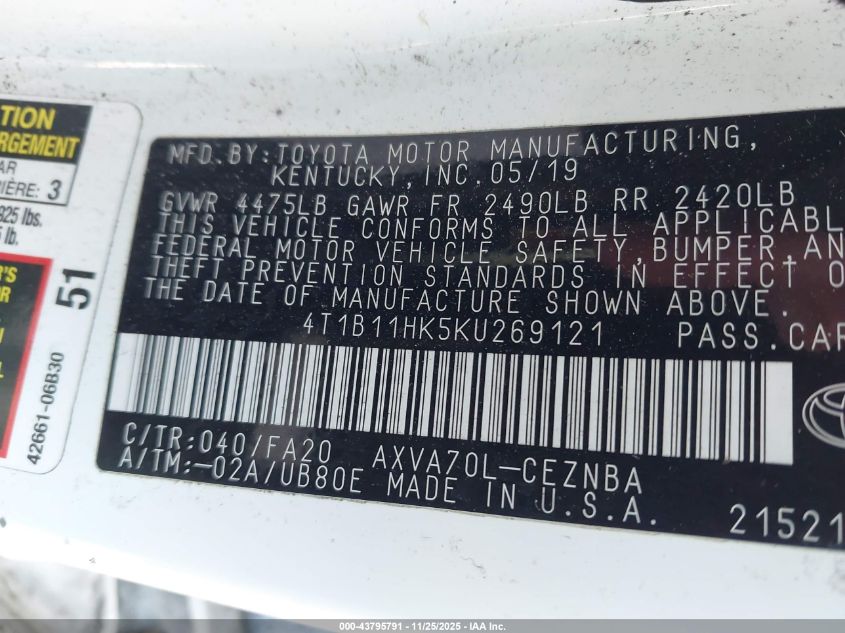 TION
RGEMENT
AR
IÈRE: 3
825 lbs.
lb.
R'S
OR
51
42661-06B30
MFD. BY: TOYOTA MOTOR MANUFACTURING,
KENTUCKY, INC. 05/19
GVWR 4475LB GAWR FR 2490LB RR 2420LB
THIS VEHICLE CONFORMS TO ALL APPLICABL
FEDERAL MOTOR VEHICLE SAFETY, BUMPER, AN
THEFT PREVENTION STANDARDS IN EFFECT O
THE DATE OF MANUFACTURE SHOWN ABOVE.
4T1B11HK5KU269121 PASS. CAR
C/TR: 040/FA20 AXVA70L-CEZNBA
A/TM: -02A/UB80E MADE IN U.S.A.
21521
000-43795791 - 11/25/2025 - IAA Inc.